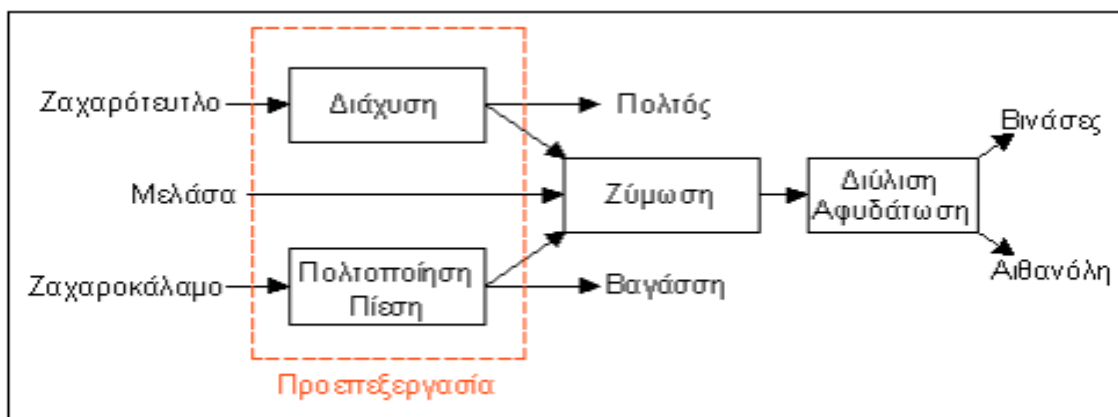 Ζαχαρότευτλο
Διάχυση
Πολτός
Βινάσες
Μελάσα
Ζύμωση
Διύλιση
Αφυδάτωση
Ζαχαροκάλαμο
Πολτοποίηση
Πίεση
Βαγάσση
Αιθανόλη
Προεπεξεργασία